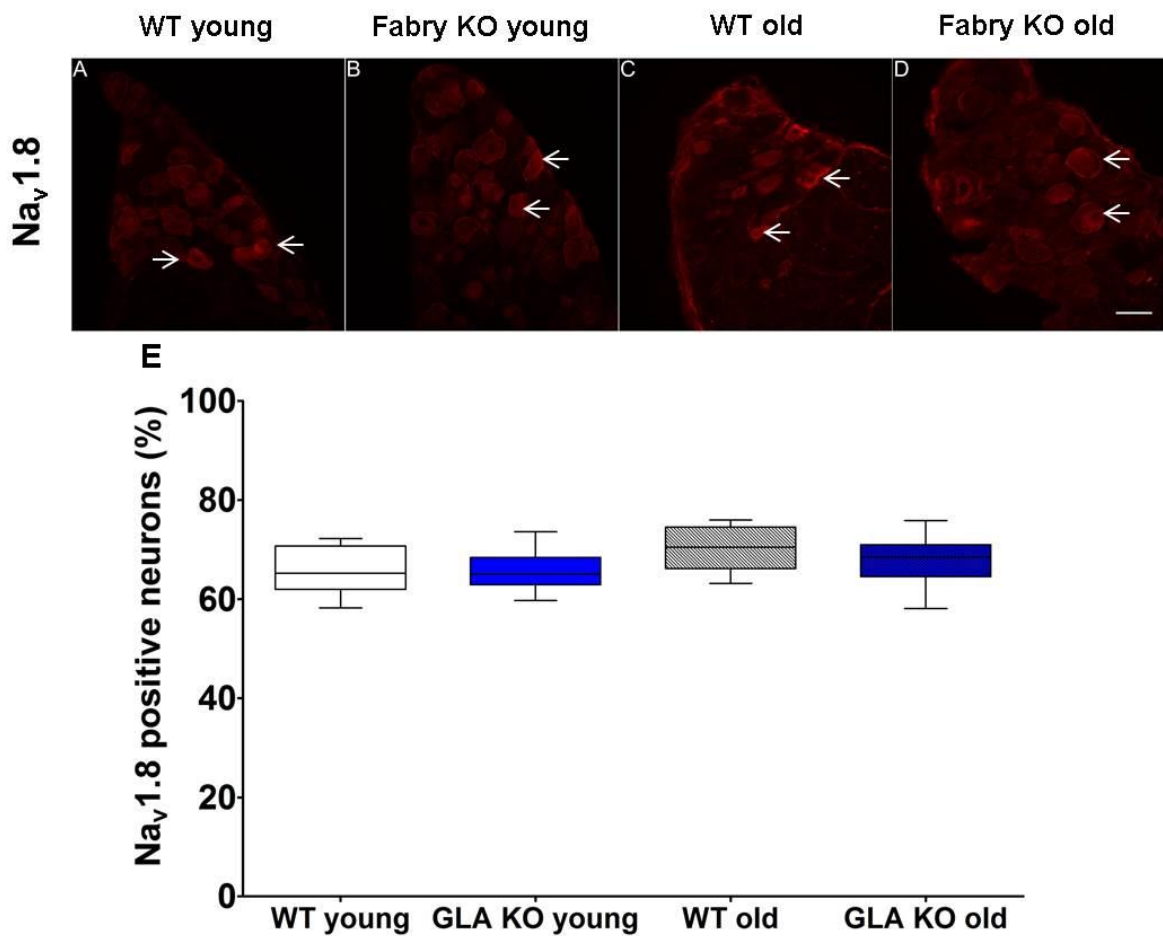 WT young Fabry KO young WT old Fabry KO old
A B C D
Nav1.8
E
Nav1.8 positive neurons (%)
100
80
60
40
20
0
WT young GLA KO young WT old GLA KO old